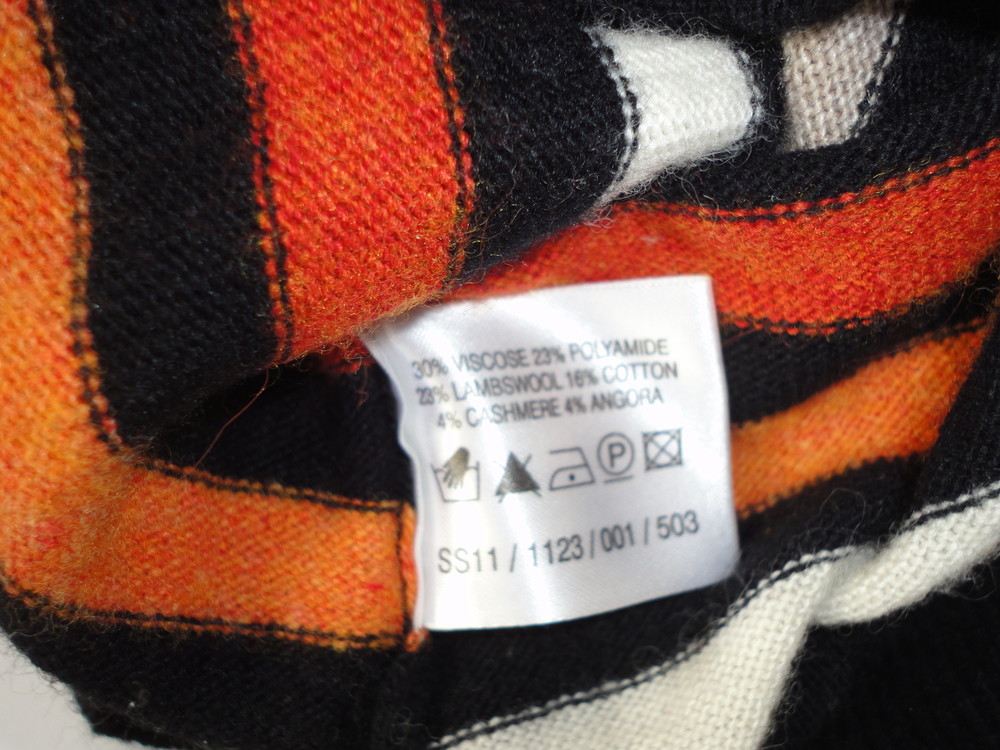 30% VISCOSE 23% POLYAMIDE
23% LAMBSWOOL 16% COTTON
4% CASHMERE 4% ANGORA
P
SS11 / 1123 / 001 / 503